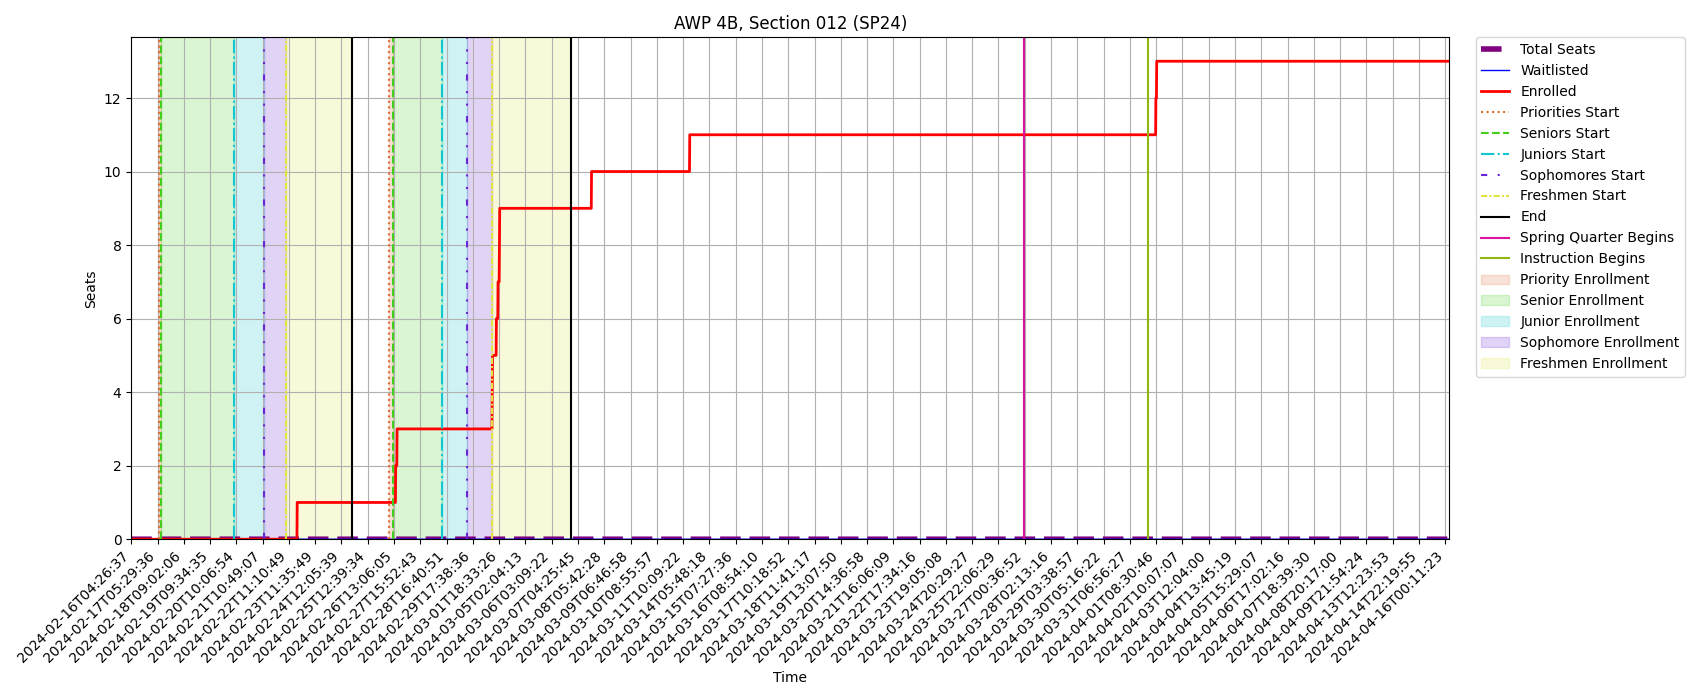 AWP 4B, Section 012 (SP24)
Seats
12
10
8
6
4
2
0
2024-02-16T04:26:37
2024-02-17T05:29:36
2024-02-18T09:02:06
2024-02-19T09:34:35
2024-02-20T10:06:54
2024-02-21T10:49:07
2024-02-22T11:10:49
2024-02-23T11:35:49
2024-02-24T12:05:39
2024-02-25T12:39:34
2024-02-26T13:06:05
2024-02-27T15:52:43
2024-02-28T16:40:51
2024-02-29T17:38:36
2024-03-01T18:33:26
2024-03-05T02:04:13
2024-03-06T03:09:22
2024-03-07T04:25:45
2024-03-08T05:42:28
2024-03-09T06:46:58
2024-03-10T08:55:57
2024-03-11T10:09:22
2024-03-14T05:48:18
2024-03-15T07:27:36
2024-03-16T08:54:10
2024-03-17T10:18:52
2024-03-18T11:41:17
2024-03-19T13:07:50
2024-03-20T14:36:58
2024-03-21T16:06:09
2024-03-22T17:34:16
2024-03-23T19:05:08
2024-03-24T20:29:27
2024-03-25T22:06:29
2024-03-27T00:36:52
2024-03-28T02:13:16
2024-03-29T03:38:57
2024-03-30T05:16:22
2024-03-31T06:56:27
2024-04-01T08:30:46
2024-04-02T10:07:07
2024-04-03T12:04:00
2024-04-04T13:45:19
2024-04-05T15:29:07
2024-04-06T17:02:16
2024-04-07T18:39:30
2024-04-08T20:17:00
2024-04-09T21:54:24
2024-04-13T12:23:53
2024-04-14T22:19:55
2024-04-16T00:11:23
Time
Total Seats
Waitlisted
Enrolled
Priorities Start
Seniors Start
Juniors Start
Sophomores Start
Freshmen Start
End
Spring Quarter Begins
Instruction Begins
Priority Enrollment
Senior Enrollment
Junior Enrollment
Sophomore Enrollment
Freshmen Enrollment